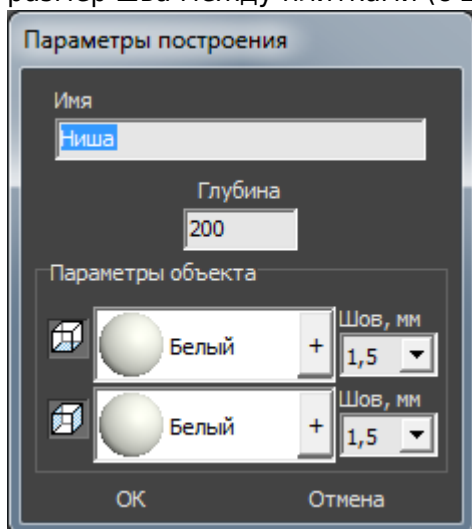 Параметры построения
Имя
Ниша
Глубина
200
Параметры объекта
Белый + Шов, мм 1,5
Белый + Шов, мм 1,5
ОК Отмена